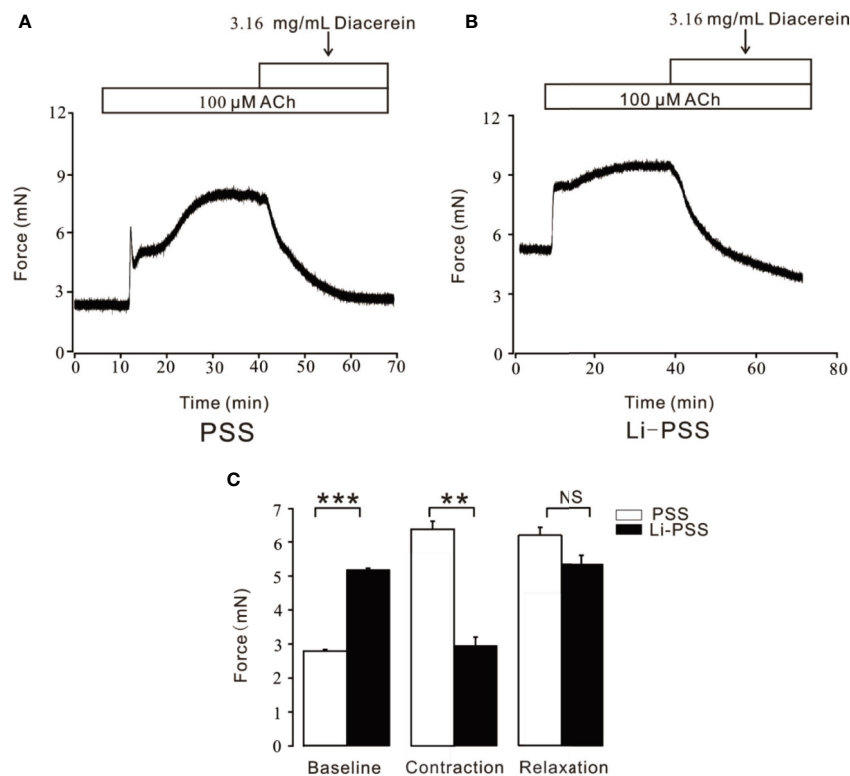 A
3.16 mg/mL Diacerein
100 µM ACh
12
9
6
3
0
Force (mN)
0 10 20 30 40 50 60 70
Time (min)
PSS
B
3.16 mg/mL Diacerein
100 µM ACh
12
9
6
3
0
Force (mN)
0 20 40 60 80
Time (min)
Li-PSS
C
*** ** NS
PSS
Li-PSS
7
6
5
4
3
2
1
0
Force (mN)
Baseline Contraction Relaxation